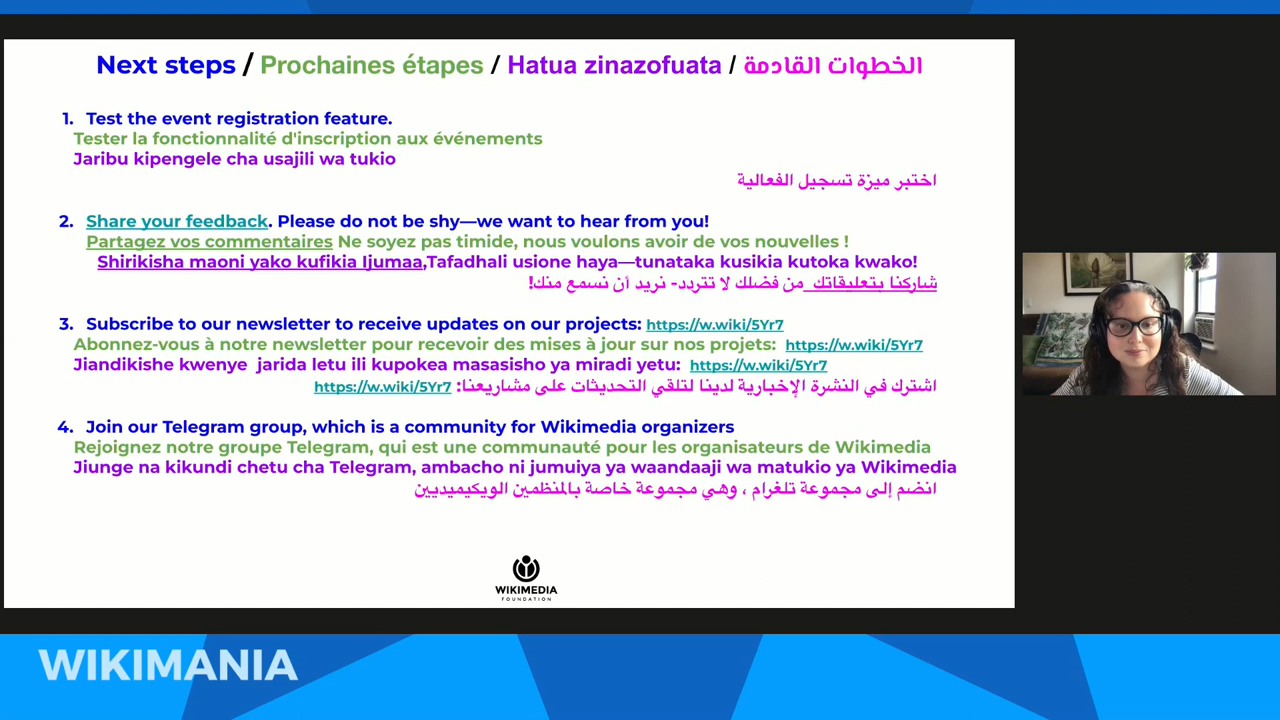 Next steps / Prochaines étapes / Hatua zinazofuata / الخطوات القادمة
1. Test the event registration feature.
Tester la fonctionnalité d'inscription aux événements
Jaribu kipengele cha usajili wa tukio
اختبر ميزة تسجيل الفعالية
2. Share your feedback. Please do not be shy—we want to hear from you!
Partagez vos commentaires Ne soyez pas timide, nous voulons avoir de vos nouvelles !
Shirikisha maoni yako kufikia Ijumaa,Tafadhali usione haya—tunataka kusikia kutoka kwako!
شاركنا بتعليقاتك من فضلك لا تتردد- نريد أن نسمع منك!
3. Subscribe to our newsletter to receive updates on our projects: https://w.wiki/5Yr7
Abonnez-vous à notre newsletter pour recevoir des mises à jour sur nos projets: https://w.wiki/5Yr7
Jiandikishe kwenye jarida letu ili kupokea masasisho ya miradi yetu: https://w.wiki/5Yr7
اشترك في النشرة الإخبارية لدينا لتلقي التحديثات على مشاريعنا: https://w.wiki/5Yr7
4. Join our Telegram group, which is a community for Wikimedia organizers
Rejoignez notre groupe Telegram, qui est une communauté pour les organisateurs de Wikimedia
Jiunge na kikundi chetu cha Telegram, ambacho ni jumuiya ya waandaaji wa matukio ya Wikimedia
انضم إلى مجموعة تلغرام ، وهي مجموعة خاصة بالمنظمين الويكيميديين
WIKIMEDIA
FOUNDATION
WIKIMANIA